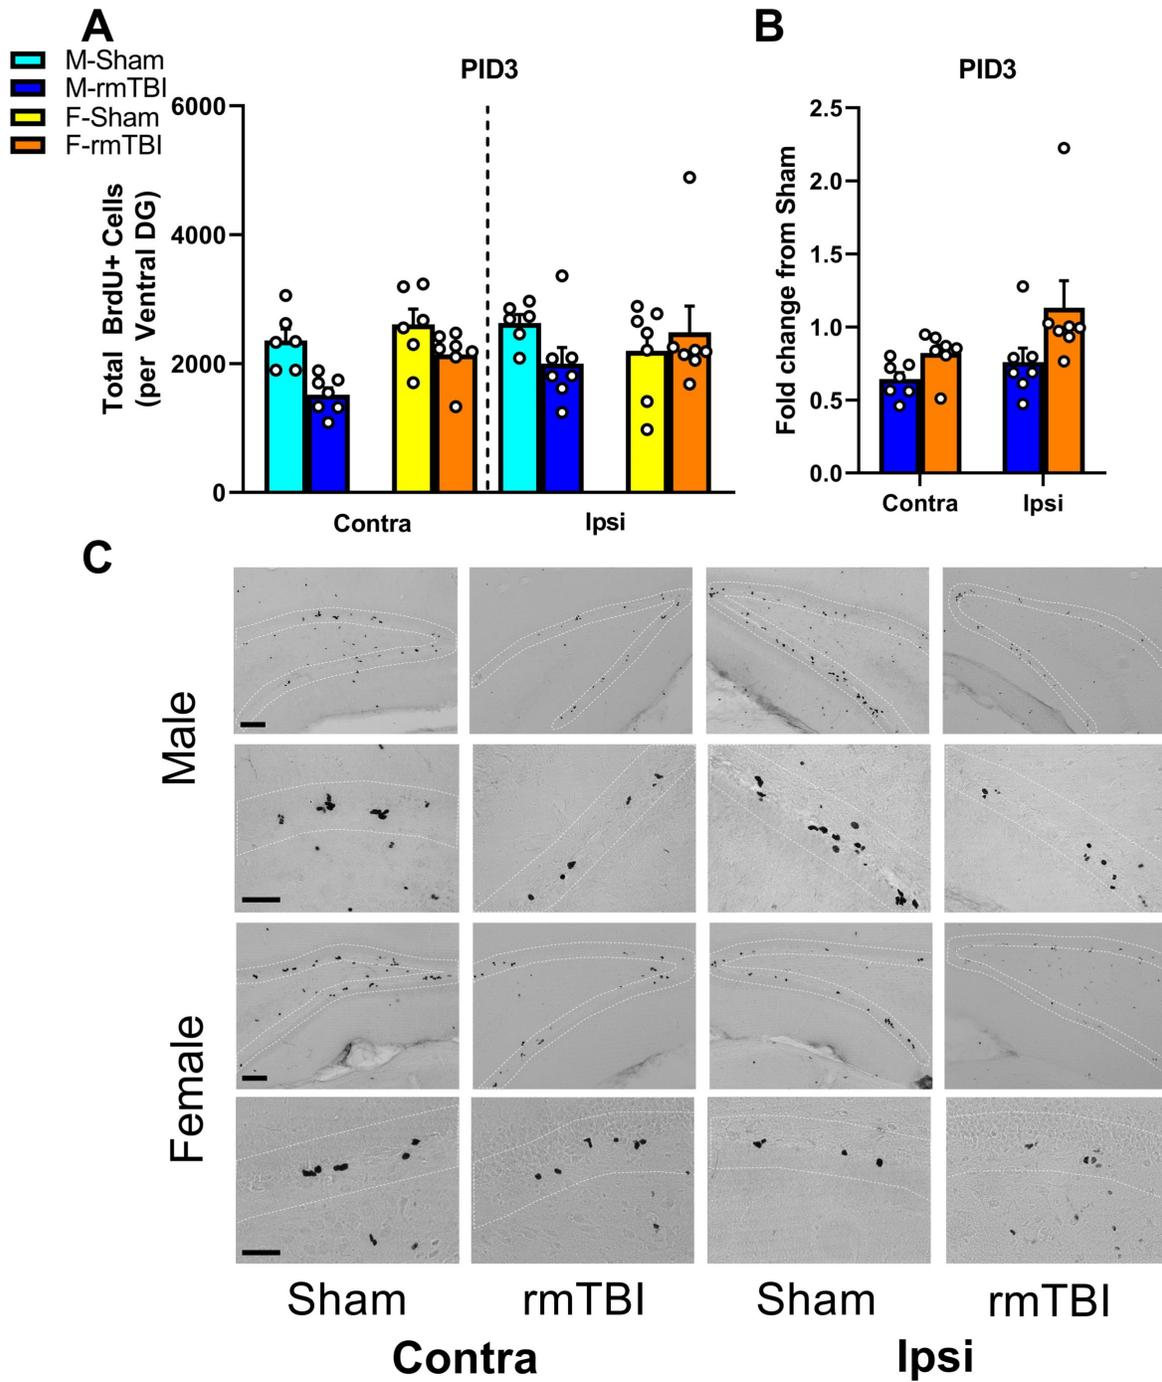 A
M-Sham
M-rmTBI
F-Sham
F-rmTBI
PID3
Total BrdU+ Cells
(per Ventral DG)
6000
4000
2000
0
Contra
Ipsi
B
PID3
Fold change from Sham
2.5
2.0
1.5
1.0
0.5
0.0
Contra
Ipsi
C
Male
Female
Sham
rmTBI
Sham
rmTBI
Contra
Ipsi